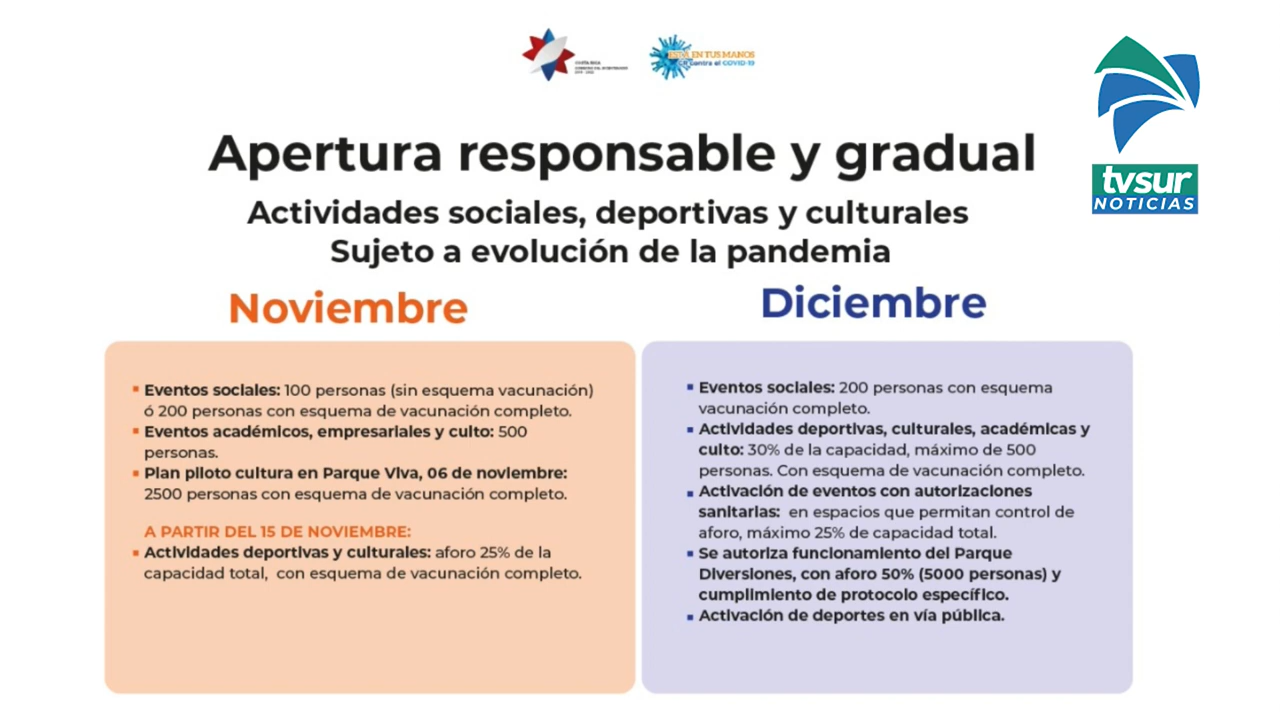 COSTA RICA
GOBIERNO DEL BICENTENARIO
2018 - 2022
ESTÁ EN TUS MANOS
CR contra el COVID-19
tvsur
NOTICIAS
Apertura responsable y gradual
Actividades sociales, deportivas y culturales
Sujeto a evolución de la pandemia
Noviembre
Eventos sociales: 100 personas (sin esquema vacunación)
ó 200 personas con esquema de vacunación completo.
Eventos académicos, empresariales y culto: 500
personas.
Plan piloto cultura en Parque Viva, 06 de noviembre:
2500 personas con esquema de vacunación completo.
A PARTIR DEL 15 DE NOVIEMBRE:
Actividades deportivas y culturales: aforo 25% de la
capacidad total, con esquema de vacunación completo.
Diciembre
Eventos sociales: 200 personas con esquema
vacunación completo.
Actividades deportivas, culturales, académicas y
culto: 30% de la capacidad, máximo de 500
personas. Con esquema de vacunación completo.
Activación de eventos con autorizaciones
sanitarias: en espacios que permitan control de
aforo, máximo 25% de capacidad total.
Se autoriza funcionamiento del Parque
Diversiones, con aforo 50% (5000 personas) y
cumplimiento de protocolo específico.
Activación de deportes en vía pública.